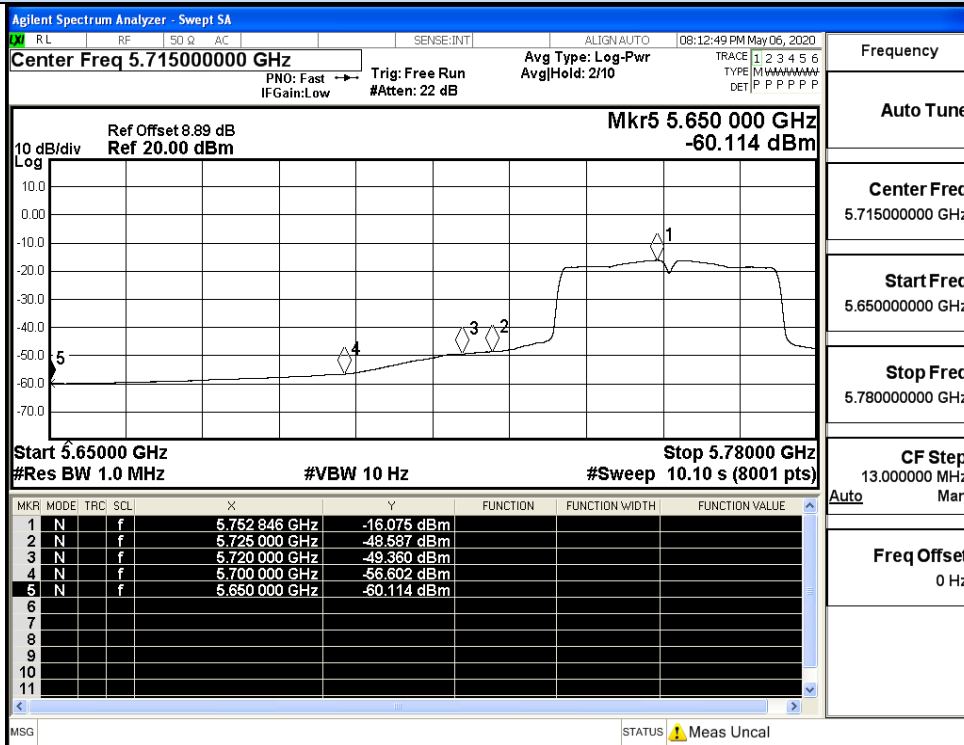 Agilent Spectrum Analyzer - Swept SA
LXI RL RF 50 Ω AC SENSE:INT ALIGN AUTO 08:12:49 PM May 06, 2020
Center Freq 5.715000000 GHz
PNO: Fast
IFGain:Low
Trig: Free Run
#Atten: 22 dB
Avg Type: Log-Pwr
Avg|Hold: 2/10
TRACE 1 2 3 4 5 6
TYPE M WWWWW
DET P P P P P P
Mkr5 5.650 000 GHz
-60.114 dBm
Ref Offset 8.89 dB
10 dB/div Ref 20.00 dBm
Log
10.0
0.00
-10.0
-20.0
-30.0
-40.0
-50.0
-60.0
-70.0
1
2
3
4
5
Start 5.65000 GHz Stop 5.78000 GHz
#Res BW 1.0 MHz #VBW 10 Hz #Sweep 10.10 s (8001 pts)
MKR MODE TRC SCL X Y FUNCTION FUNCTION WIDTH FUNCTION VALUE
1 N f 5.752 846 GHz -16.075 dBm
2 N f 5.725 000 GHz -48.587 dBm
3 N f 5.720 000 GHz -49.360 dBm
4 N f 5.700 000 GHz -56.602 dBm
5 N f 5.650 000 GHz -60.114 dBm
6
7
8
9
10
11
MSG STATUS Meas Uncal
Frequency
Auto Tune
Center Freq
5.715000000 GHz
Start Freq
5.650000000 GHz
Stop Freq
5.780000000 GHz
CF Step
13.000000 MHz
Auto Man
Freq Offset
0 Hz